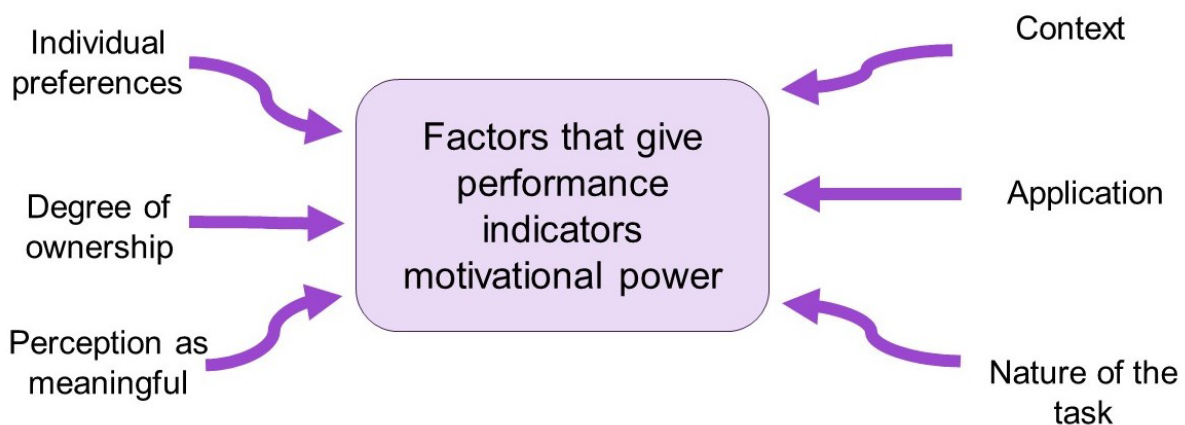 Individual
preferences
Degree of
ownership
Perception as
meaningful
Factors that give
performance
indicators
motivational power
Context
Application
Nature of the
task